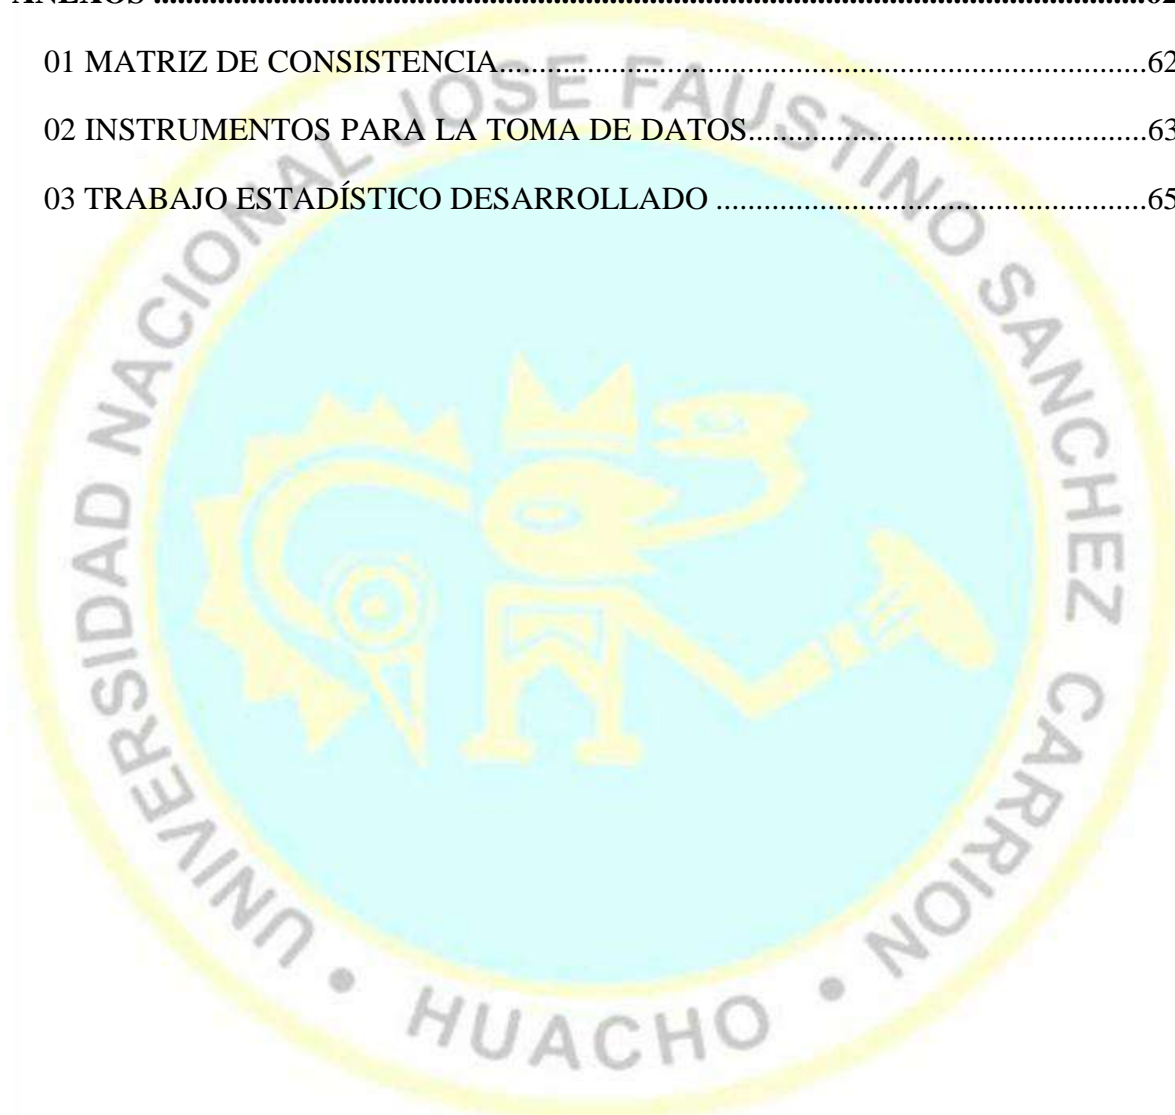 ANEXOS ........................................................................................................................62
01 MATRIZ DE CONSISTENCIA.................................................................................62
02 INSTRUMENTOS PARA LA TOMA DE DATOS..................................................63
03 TRABAJO ESTADÍSTICO DESARROLLADO ......................................................65
UNIVERSIDAD NACIONAL JOSE FAUSTINO SANCHEZ CARRION • HUACHO •